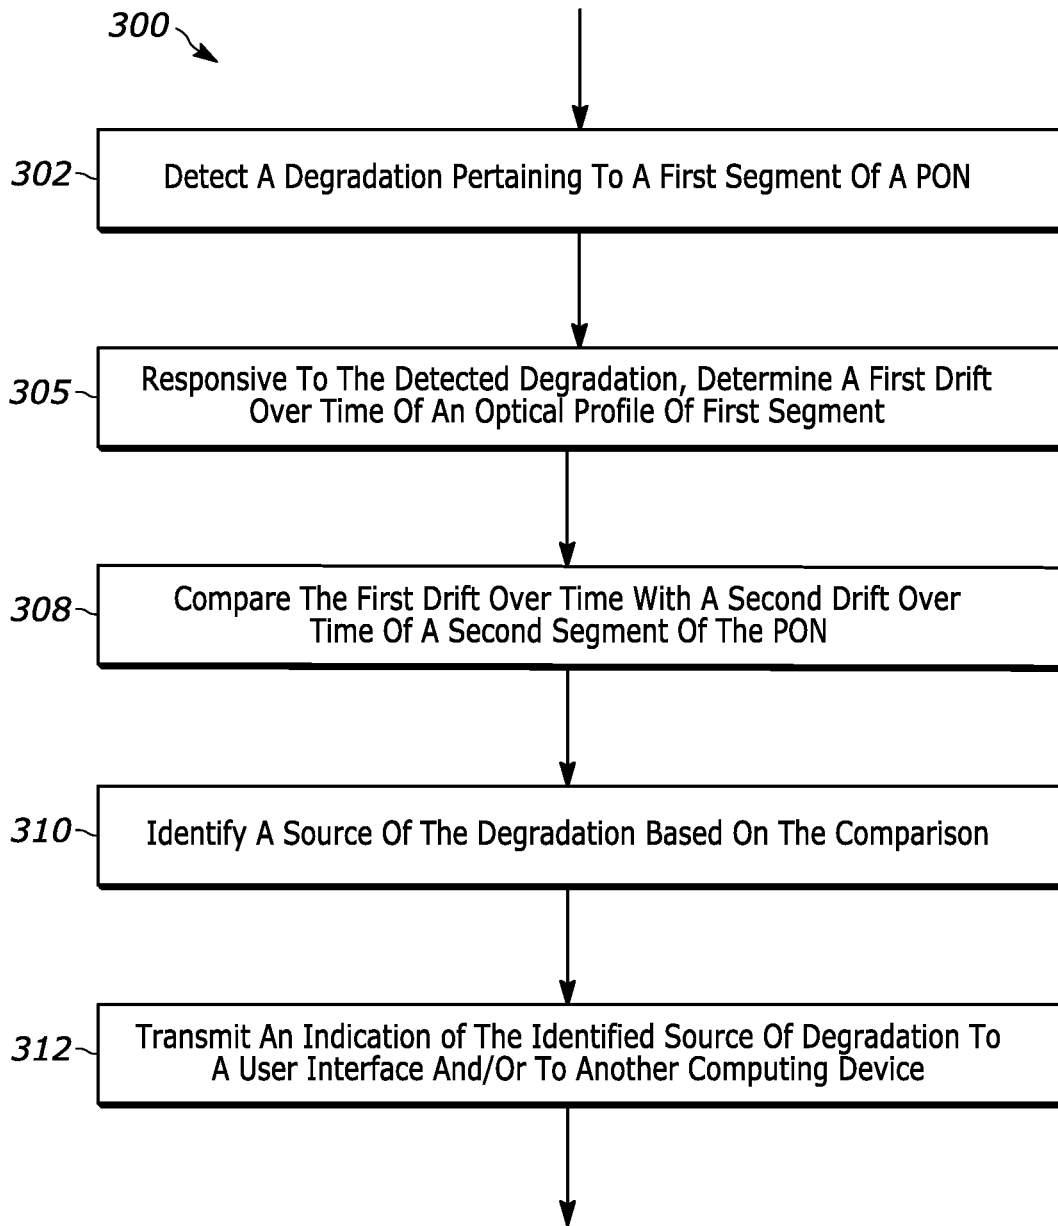 300
302
Detect A Degradation Pertaining To A First Segment Of A PON
305
Responsive To The Detected Degradation, Determine A First Drift
Over Time Of An Optical Profile Of First Segment
308
Compare The First Drift Over Time With A Second Drift Over
Time Of A Second Segment Of The PON
310
Identify A Source Of The Degradation Based On The Comparison
312
Transmit An Indication of The Identified Source Of Degradation To
A User Interface And/Or To Another Computing Device